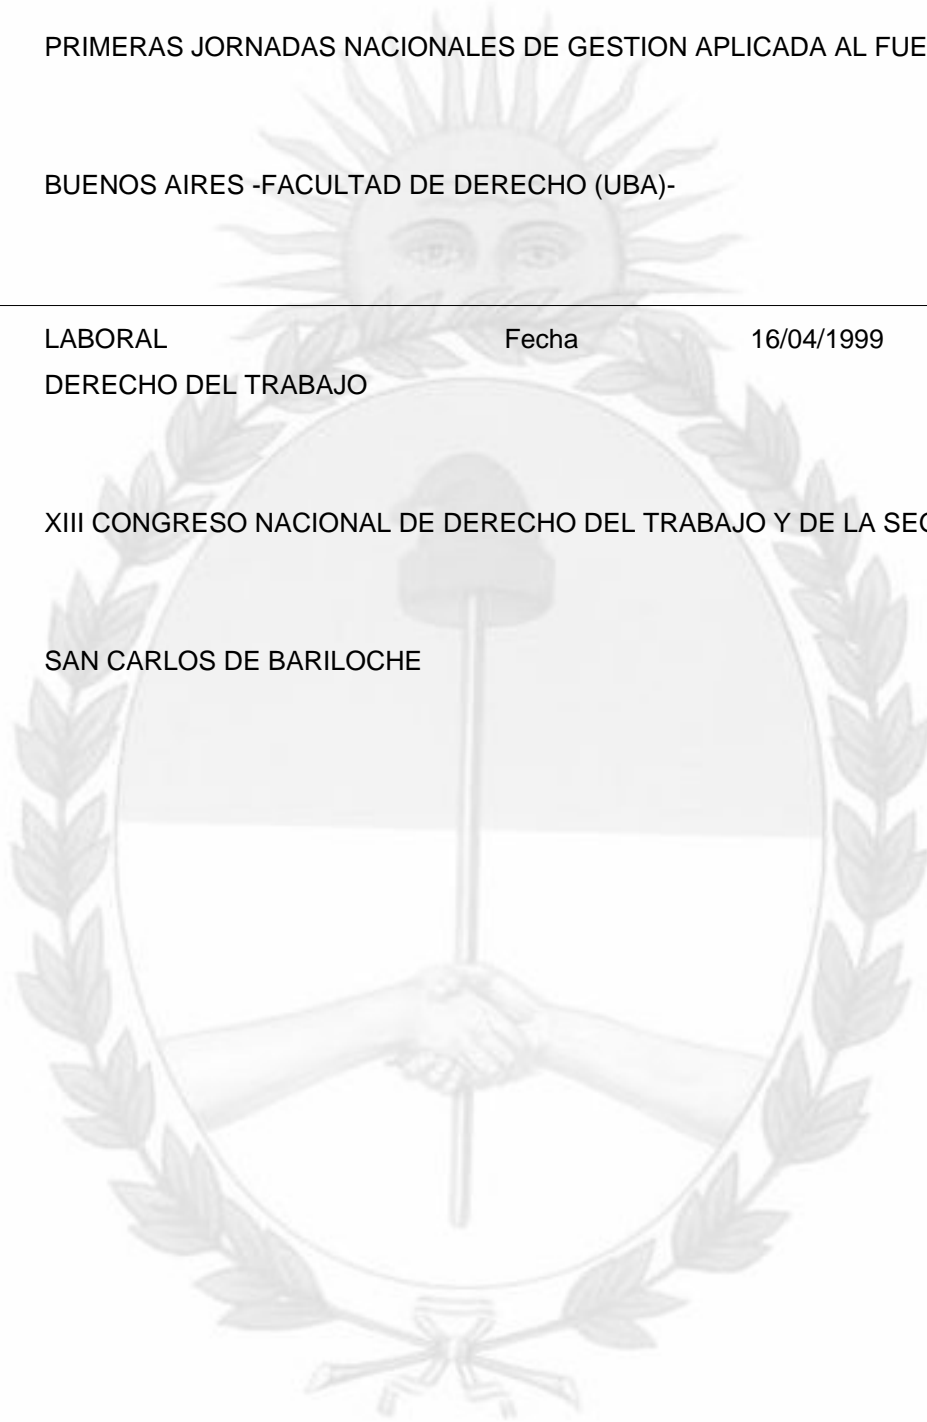 PRIMERAS JORNADAS NACIONALES DE GESTION APLICADA AL FUE
BUENOS AIRES -FACULTAD DE DERECHO (UBA)-
LABORAL Fecha 16/04/1999
DERECHO DEL TRABAJO
XIII CONGRESO NACIONAL DE DERECHO DEL TRABAJO Y DE LA SEG
SAN CARLOS DE BARILOCHE